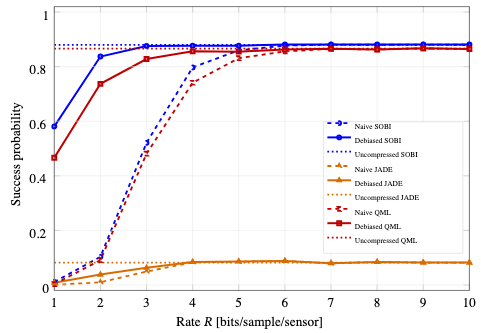 1
0.8
0.6
0.4
0.2
0
Success probability
Naive SOBI
Debiased SOBI
Uncompressed SOBI
Naive JADE
Debiased JADE
Uncompressed JADE
Naive QML
Debiased QML
Uncompressed QML
1 2 3 4 5 6 7 8 9 10
Rate R [bits/sample/sensor]